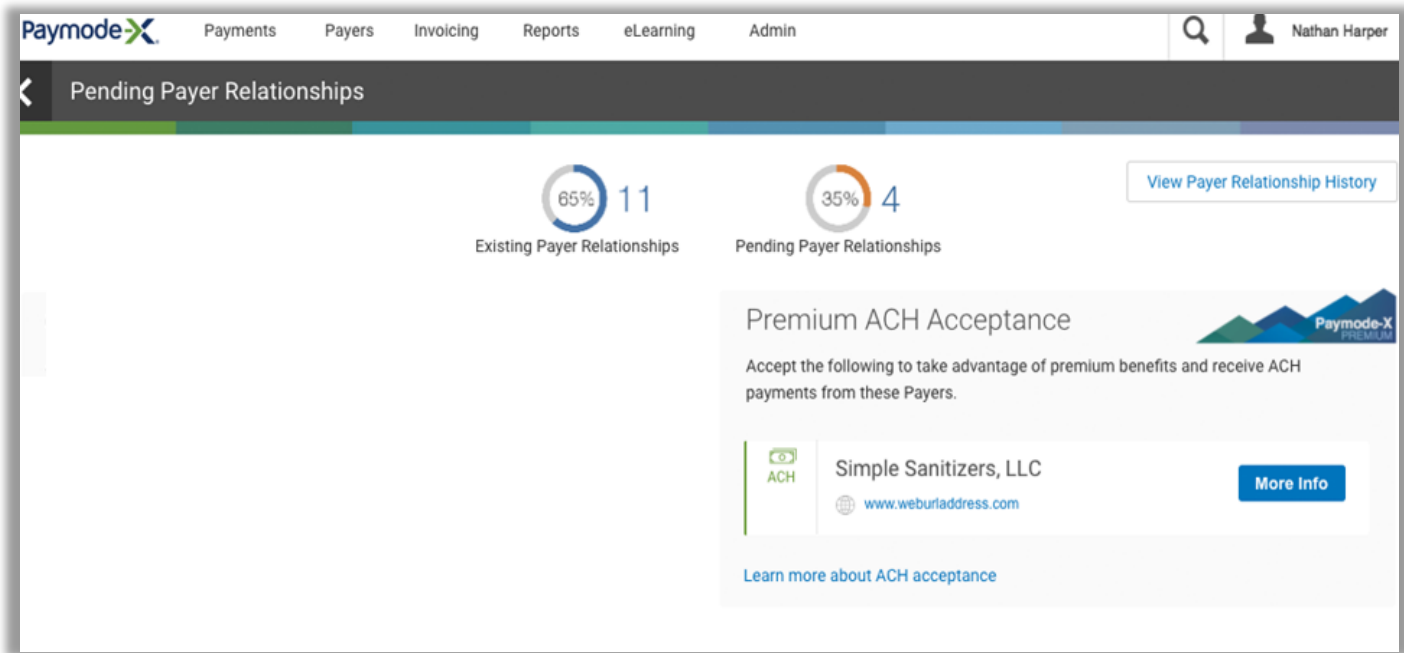 Paymode-X Payments Payers Invoicing Reports eLearning Admin Nathan Harper
Pending Payer Relationships
65% 11
Existing Payer Relationships
35% 4
Pending Payer Relationships
View Payer Relationship History
Premium ACH Acceptance
Paymode-X
PREMIUM
Accept the following to take advantage of premium benefits and receive ACH
payments from these Payers.
ACH
Simple Sanitizers, LLC
www.weburladdress.com
More Info
Learn more about ACH acceptance